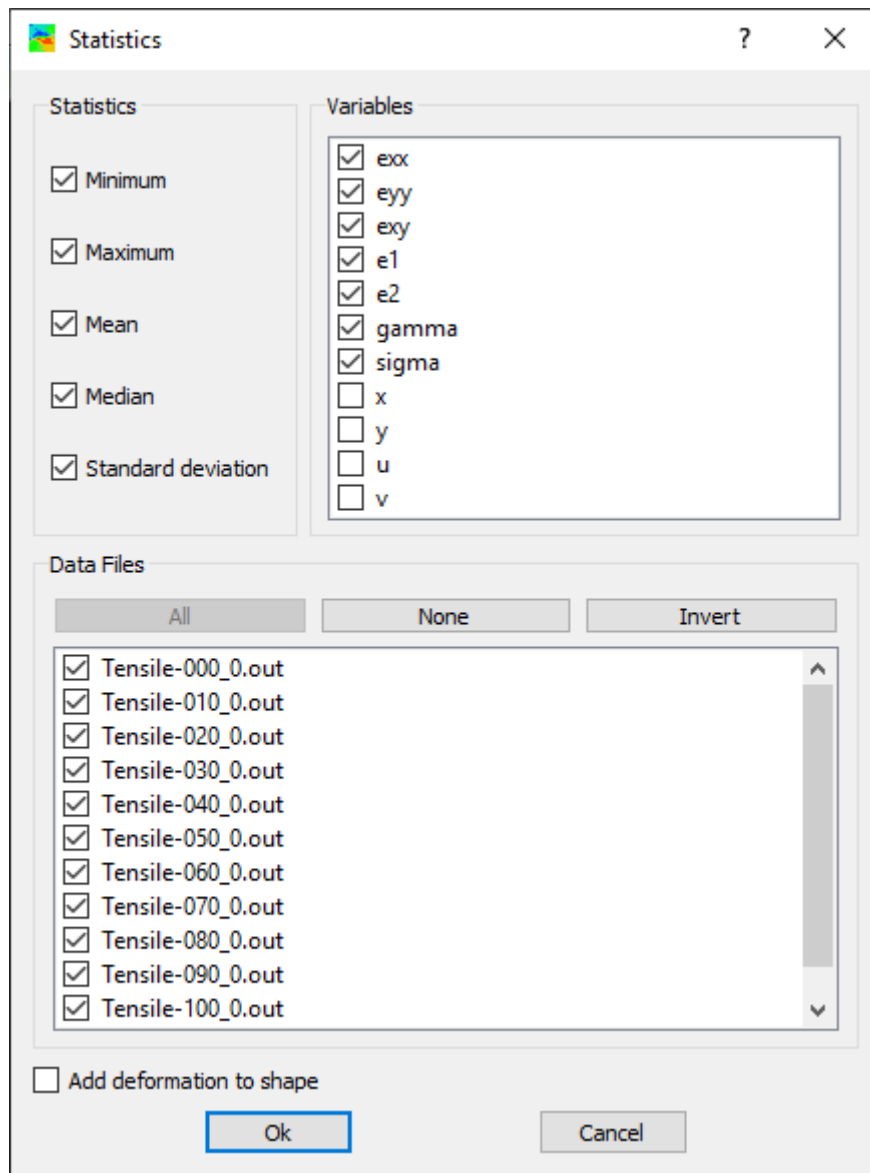 Statistics
?
Statistics
Minimum
Maximum
Mean
Median
Standard deviation
Variables
exx
eyy
exy
e1
e2
gamma
sigma
x
y
u
v
Data Files
All None Invert
Tensile-000_0.out
Tensile-010_0.out
Tensile-020_0.out
Tensile-030_0.out
Tensile-040_0.out
Tensile-050_0.out
Tensile-060_0.out
Tensile-070_0.out
Tensile-080_0.out
Tensile-090_0.out
Tensile-100_0.out
Add deformation to shape
Ok Cancel